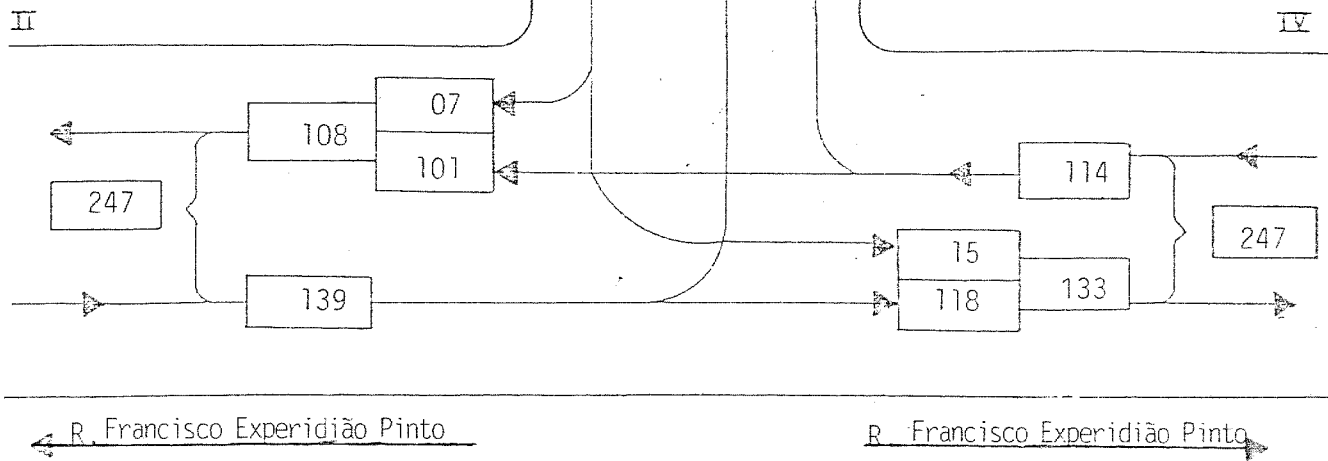 II
IV
07
108
101
114
247
247
15
139
118
133
R. Francisco Experidião Pinto
R Francisco Experidião Pinto